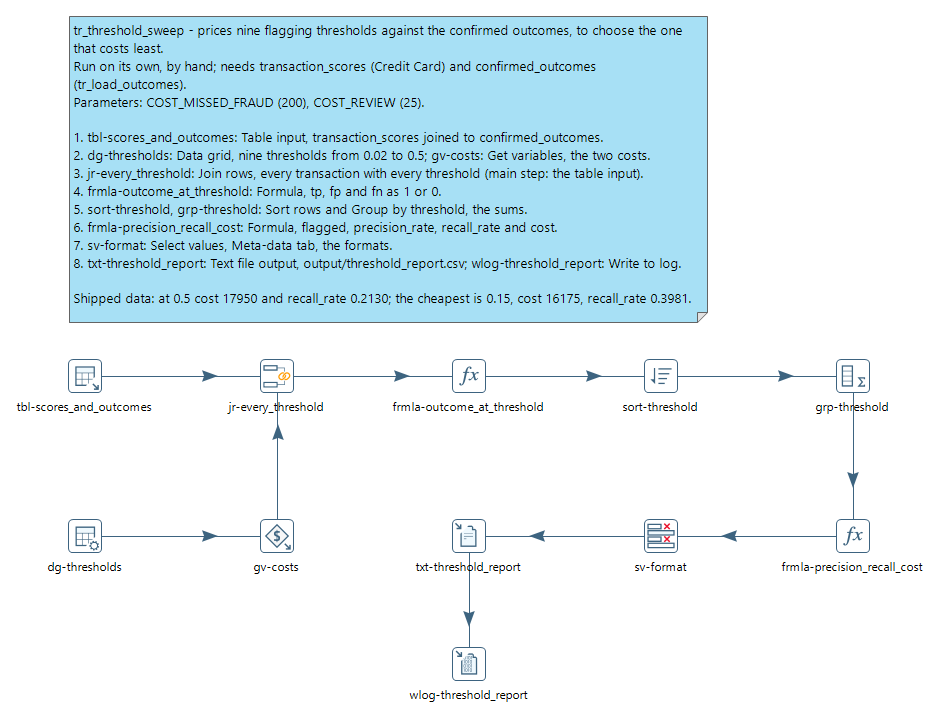 tr_threshold_sweep - prices nine flagging thresholds against the confirmed outcomes, to choose the one
that costs least.
Run on its own, by hand; needs transaction_scores (Credit Card) and confirmed_outcomes
(tr_load_outcomes).
Parameters: COST_MISSED_FRAUD (200), COST_REVIEW (25).
1. tbl-scores_and_outcomes: Table input, transaction_scores joined to confirmed_outcomes.
2. dg-thresholds: Data grid, nine thresholds from 0.02 to 0.5; gv-costs: Get variables, the two costs.
3. jr-every_threshold: Join rows, every transaction with every threshold (main step: the table input).
4. frmla-outcome_at_threshold: Formula, tp, fp and fn as 1 or 0.
5. sort-threshold, grp-threshold: Sort rows and Group by threshold, the sums.
6. frmla-precision_recall_cost: Formula, flagged, precision_rate, recall_rate and cost.
7. sv-format: Select values, Meta-data tab, the formats.
8. txt-threshold_report: Text file output, output/threshold_report.csv; wlog-threshold_report: Write to log.
Shipped data: at 0.5 cost 17950 and recall_rate 0.2130; the cheapest is 0.15, cost 16175, recall_rate 0.3981.
tbl-scores_and_outcomes
jr-every_threshold
frmla-outcome_at_threshold
sort-threshold
grp-threshold
dg-thresholds
gv-costs
txt-threshold_report
sv-format
frmla-precision_recall_cost
wlog-threshold_report